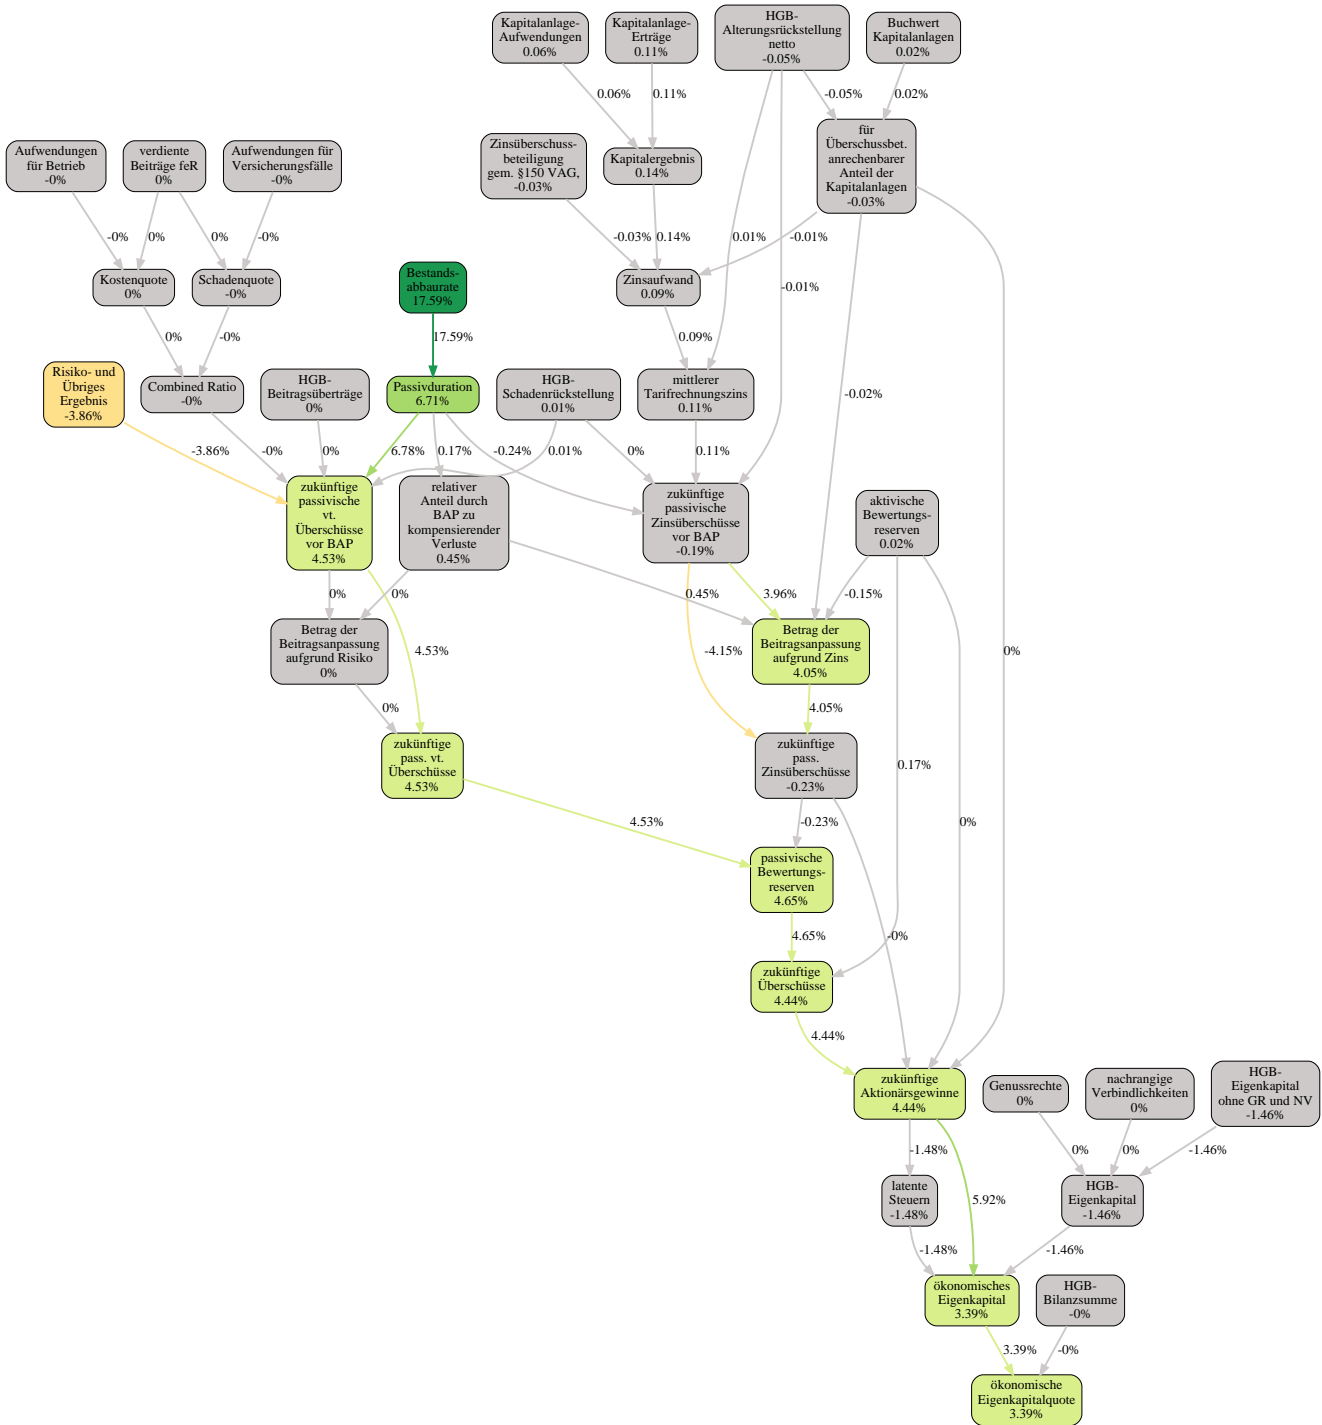 Kapitalanlage-
Aufwendungen
0.06%
Kapitalanlage-
Erträge
0.11%
HGB-
Alterungsrückstellung
netto
-0.05%
Buchwert
Kapitalanlagen
0.02%
0.06%
0.11%
-0.05%
0.02%
Aufwendungen
für Betrieb
-0%
verdiente
Beiträge feR
0%
Aufwendungen für
Versicherungsfälle
-0%
Zinsüberschuss-
beteiligung
gem. §150 VAG,
-0.03%
Kapitalergebnis
0.14%
für
Überschussbet.
anrechenbarer
Anteil der
Kapitalanlagen
-0.03%
-0%
0%
0%
-0%
-0.03%
0.14%
0.01%
-0.01%
Kostenquote
0%
Schadenquote
-0%
Bestands-
abbaurate
17.59%
Zinsaufwand
0.09%
-0.01%
0%
-0%
17.59%
0.09%
Risiko- und
Übriges
Ergebnis
-3.86%
Combined Ratio
-0%
HGB-
Beitragsüberträge
0%
Passivduration
6.71%
HGB-
Schadenrückstellung
0.01%
mittlerer
Tarifrechnungszins
0.11%
-0.02%
-3.86%
-0%
0%
6.78%
0.17%
-0.24%
0.01%
0%
0.11%
zukünftige
passivische
vt.
Überschüsse
vor BAP
4.53%
relativer
Anteil durch
BAP zu
kompensierender
Verluste
0.45%
zukünftige
passivische
Zinsüberschüsse
vor BAP
-0.19%
aktivische
Bewertungs-
reserven
0.02%
0%
0%
0.45%
3.96%
-0.15%
Betrag der
Beitragsanpassung
aufgrund Risiko
0%
4.53%
-4.15%
Betrag der
Beitragsanpassung
aufgrund Zins
4.05%
0%
0%
4.05%
zukünftige
pass. vt.
Überschüsse
4.53%
zukünftige
pass.
Zinsüberschüsse
-0.23%
0.17%
4.53%
-0.23%
0%
passivische
Bewertungs-
reserven
4.65%
4.65%
-0%
zukünftige
Überschüsse
4.44%
4.44%
zukünftige
Aktionärsgewinne
4.44%
Genussrechte
0%
nachrangige
Verbindlichkeiten
0%
HGB-
Eigenkapital
ohne GR und NV
-1.46%
-1.48%
0%
0%
-1.46%
latente
Steuern
-1.48%
5.92%
HGB-
Eigenkapital
-1.46%
-1.48%
-1.46%
ökonomisches
Eigenkapital
3.39%
HGB-
Bilanzsumme
-0%
3.39%
-0%
ökonomische
Eigenkapitalquote
3.39%